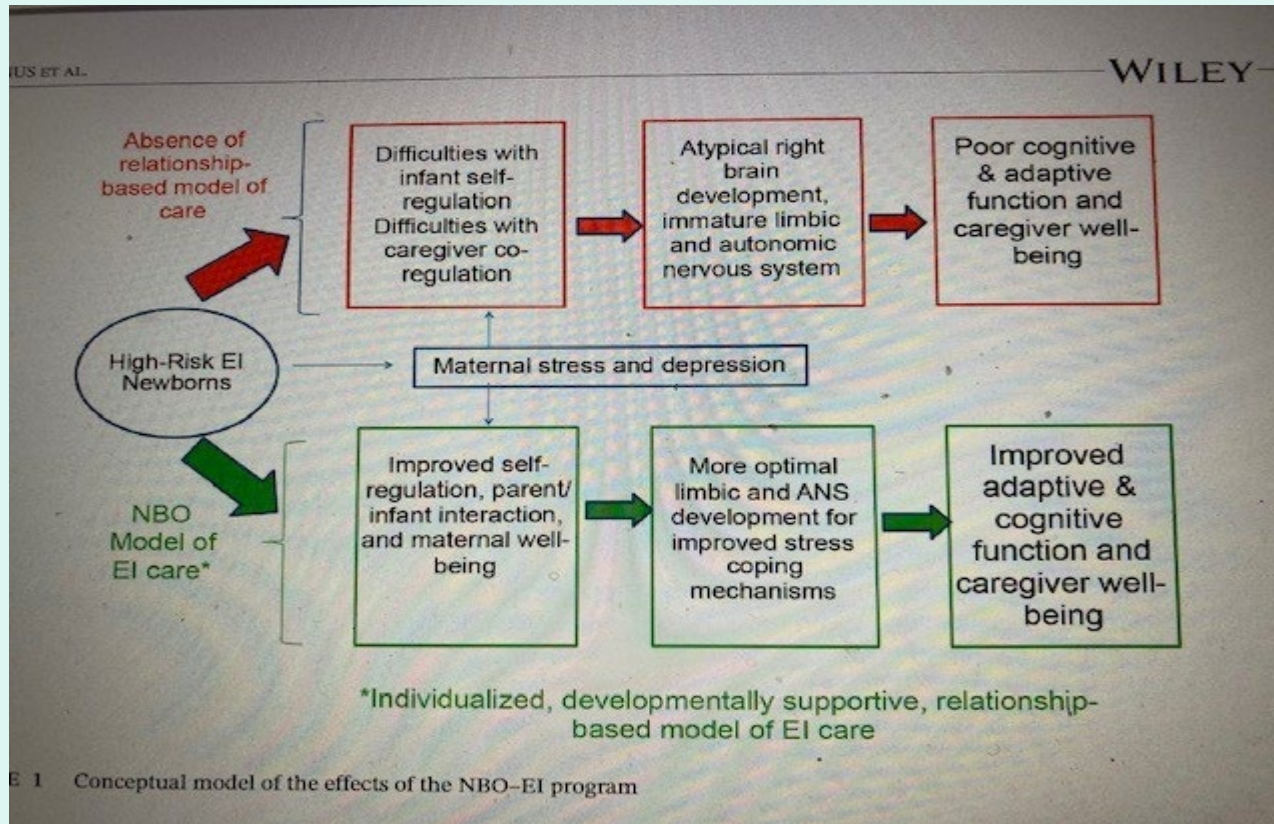 US ET AL.
WILEY
Absence of
relationship-
based model of
care
Difficulties with
infant self-
regulation
Difficulties with
caregiver co-
regulation
Atypical right
brain
development,
immature limbic
and autonomic
nervous system
Poor cognitive
& adaptive
function and
caregiver well-
being
High-Risk EI
Newborns
Maternal stress and depression
NBO
Model of
EI care*
Improved self-
regulation, parent/
infant interaction,
and maternal well-
being
More optimal
limbic and ANS
development for
improved stress
coping
mechanisms
Improved
adaptive &
cognitive
function and
caregiver well-
being
*Individualized, developmentally supportive, relationship-
based model of EI care
E 1 Conceptual model of the effects of the NBO–EI program